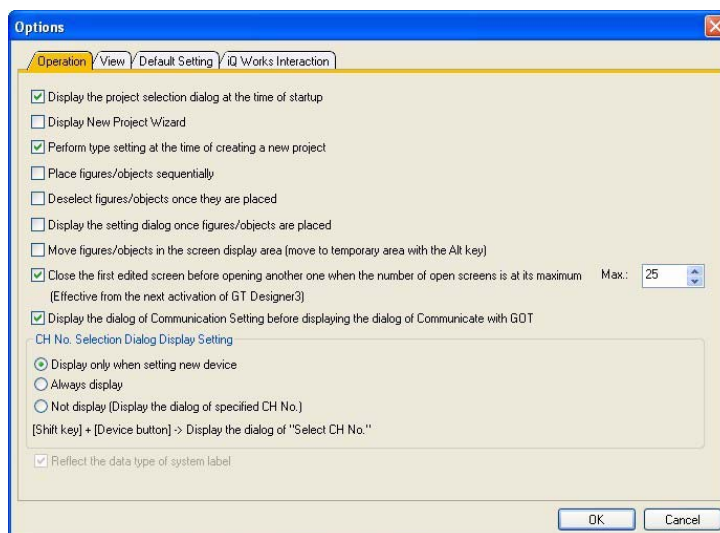 Options
Operation View Default Setting iQ Works Interaction
Display the project selection dialog at the time of startup
Display New Project Wizard
Perform type setting at the time of creating a new project
Place figures/objects sequentially
Deselect figures/objects once they are placed
Display the setting dialog once figures/objects are placed
Move figures/objects in the screen display area (move to temporary area with the Alt key)
Close the first edited screen before opening another one when the number of open screens is at its maximum Max.: 25
(Effective from the next activation of GT Designer3)
Display the dialog of Communication Setting before displaying the dialog of Communicate with GOT
CH No. Selection Dialog Display Setting
Display only when setting new device
Always display
Not display (Display the dialog of specified CH No.)
[Shift key] + [Device button] -> Display the dialog of "Select CH No."
Reflect the data type of system label
OK Cancel